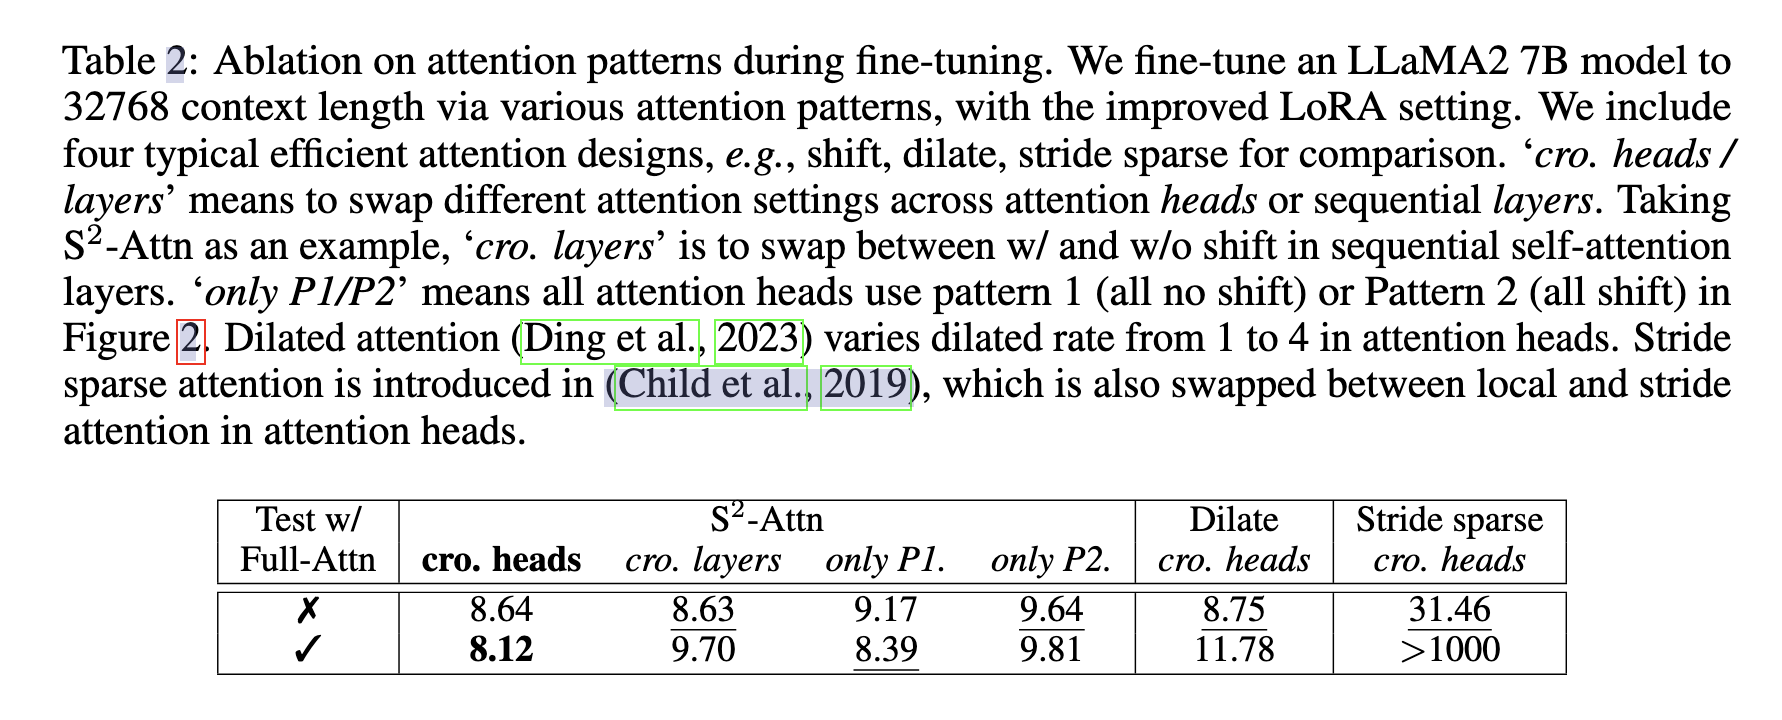 Table 2: Ablation on attention patterns during fine-tuning. We fine-tune an LLaMA2 7B model to
32768 context length via various attention patterns, with the improved LoRA setting. We include
four typical efficient attention designs, e.g., shift, dilate, stride sparse for comparison. ‘cro. heads /
layers’ means to swap different attention settings across attention heads or sequential layers. Taking
S²-Attn as an example, ‘cro. layers’ is to swap between w/ and w/o shift in sequential self-attention
layers. ‘only P1/P2’ means all attention heads use pattern 1 (all no shift) or Pattern 2 (all shift) in
Figure 2. Dilated attention (Ding et al., 2023) varies dilated rate from 1 to 4 in attention heads. Stride
sparse attention is introduced in (Child et al., 2019), which is also swapped between local and stride
attention in attention heads.
Test w/ S²-Attn Dilate Stride sparse
Full-Attn cro. heads cro. layers only P1. only P2. cro. heads cro. heads
✗ 8.64 8.63 9.17 9.64 8.75 31.46
✓ 8.12 9.70 8.39 9.81 11.78 >1000